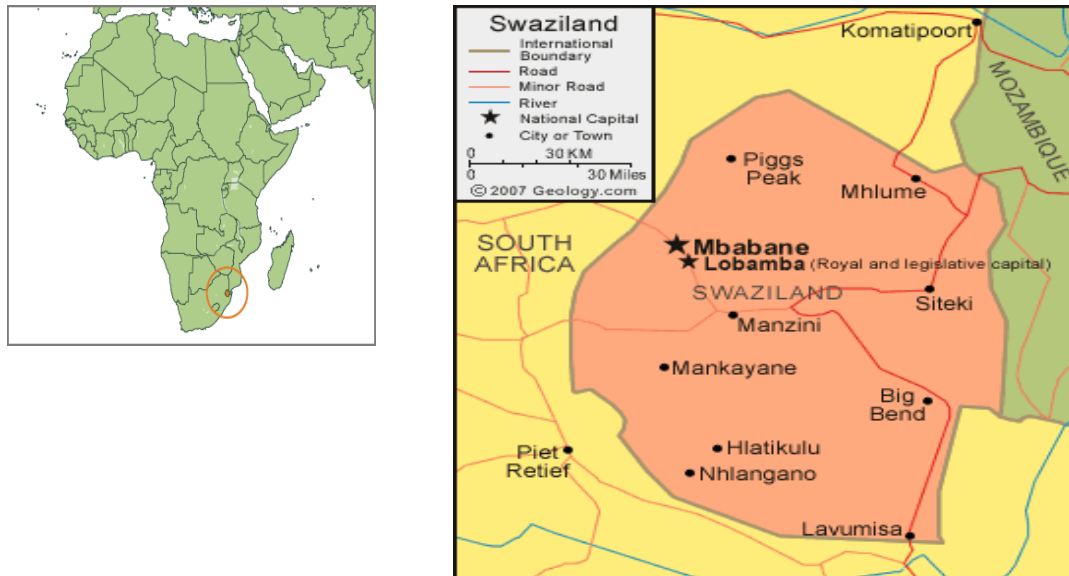 Swaziland
International
Boundary
Road
Minor Road
River
National Capital
City or Town
0 30 KM
0 30 Miles
© 2007 Geology.com
Komatipoort
MOZAMBIQUE
Piggs
Peak
Mhlume
SOUTH
AFRICA
Mbabane
Lobamba (Royal and legislative capital)
SWAZILAND
Siteki
Manzini
Mankayane
Big
Bend
Piet
Retief
Hlatikulu
Nhlangano
Lavumisa